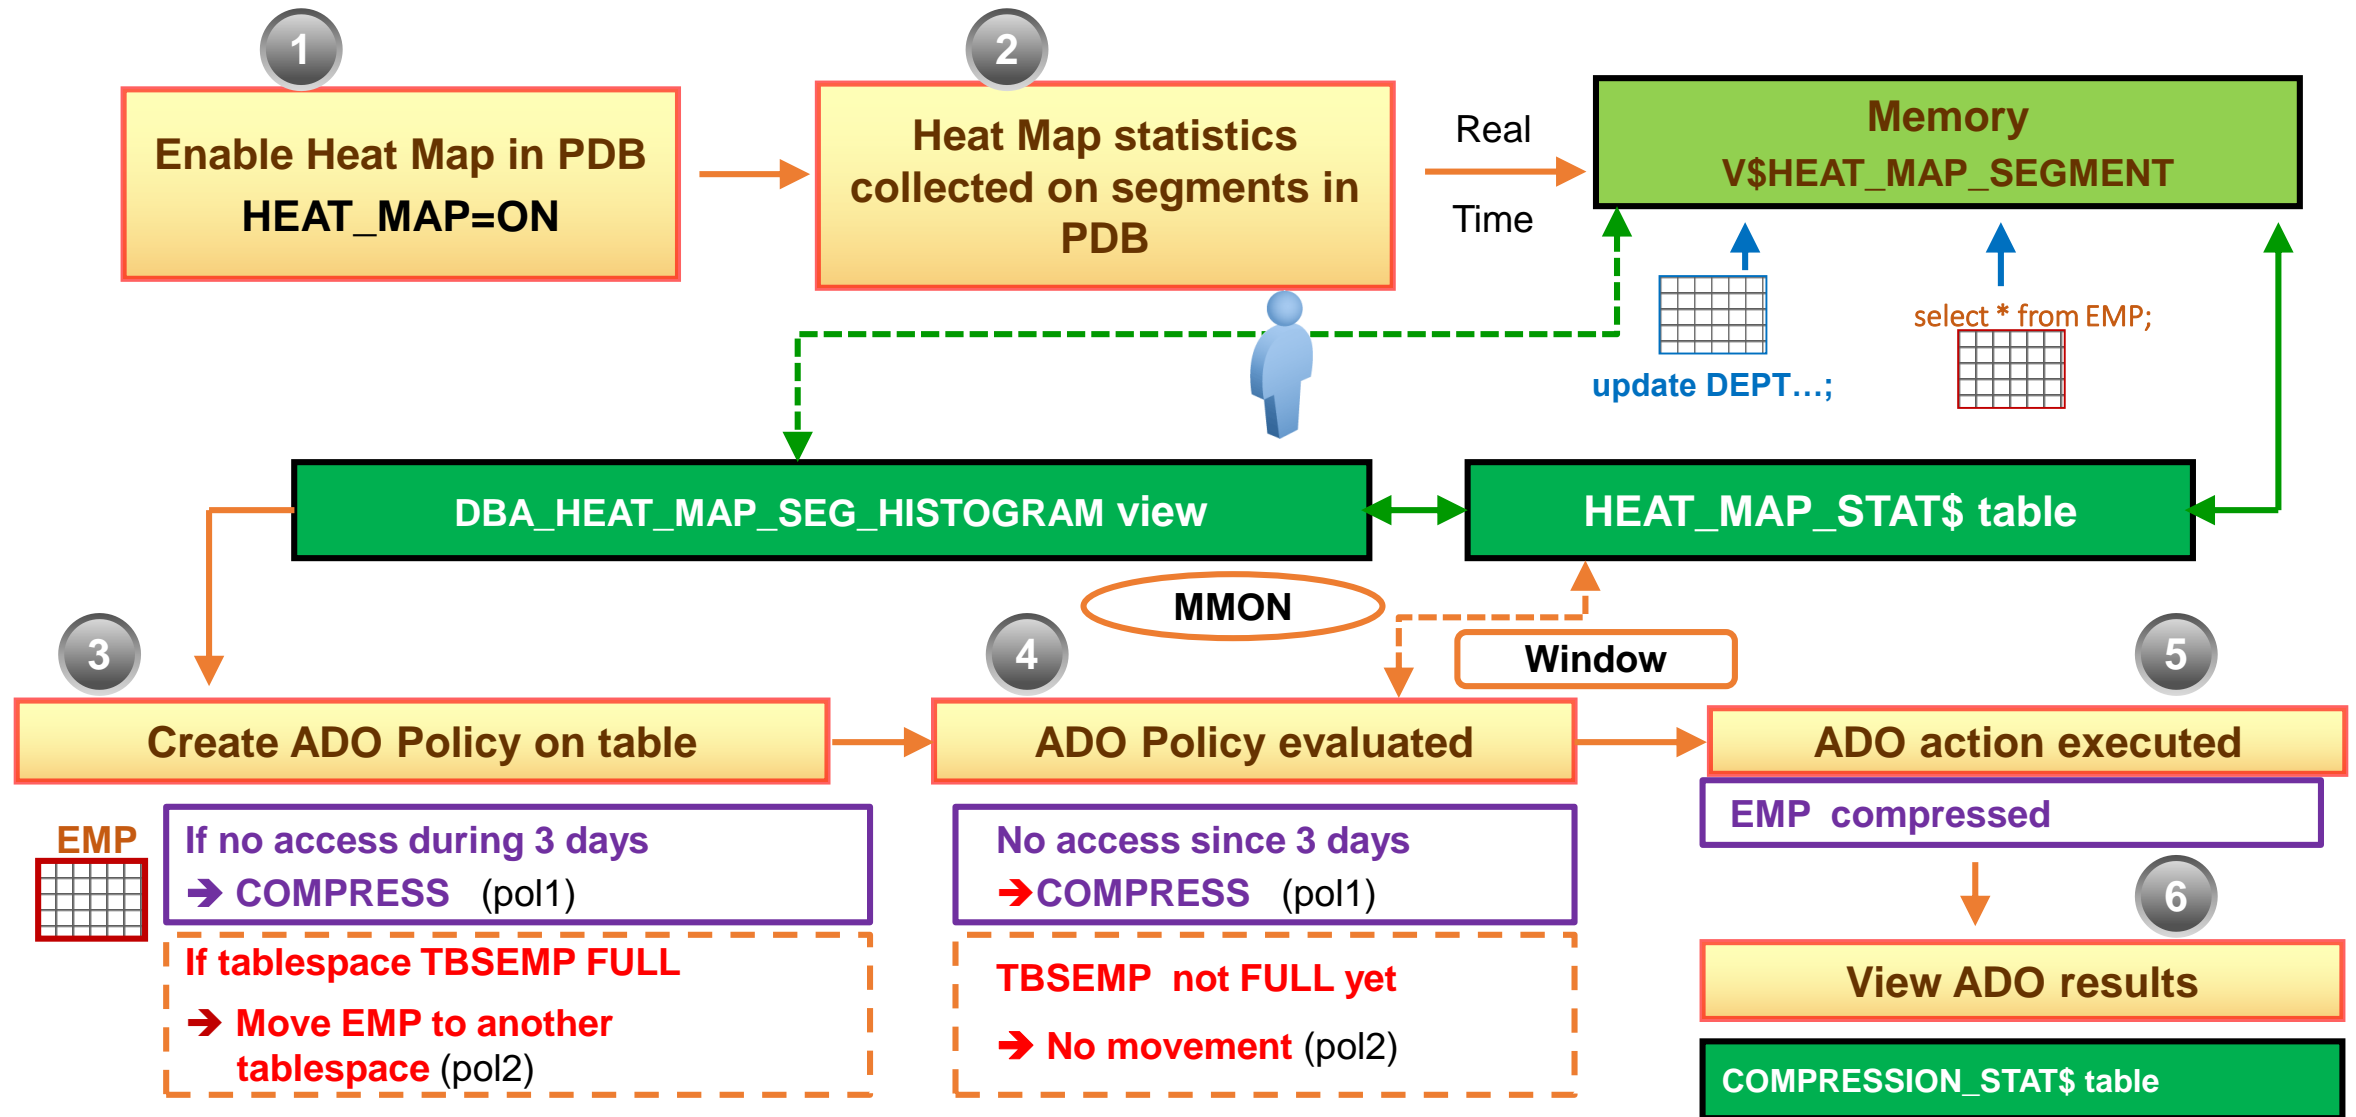 1
Enable Heat Map in PDB
HEAT_MAP=ON
2
Heat Map statistics
collected on segments in
PDB
Real
Time
Memory
V$HEAT_MAP_SEGMENT
update DEPT…;
select * from EMP;
DBA_HEAT_MAP_SEG_HISTOGRAM view
HEAT_MAP_STAT$ table
MMON
Window
3
Create ADO Policy on table
EMP
If no access during 3 days
➔ COMPRESS (pol1)
If tablespace TBSEMP FULL
➔ Move EMP to another
tablespace (pol2)
4
ADO Policy evaluated
No access since 3 days
➔COMPRESS (pol1)
TBSEMP not FULL yet
➔ No movement (pol2)
5
ADO action executed
EMP compressed
6
View ADO results
COMPRESSION_STAT$ table